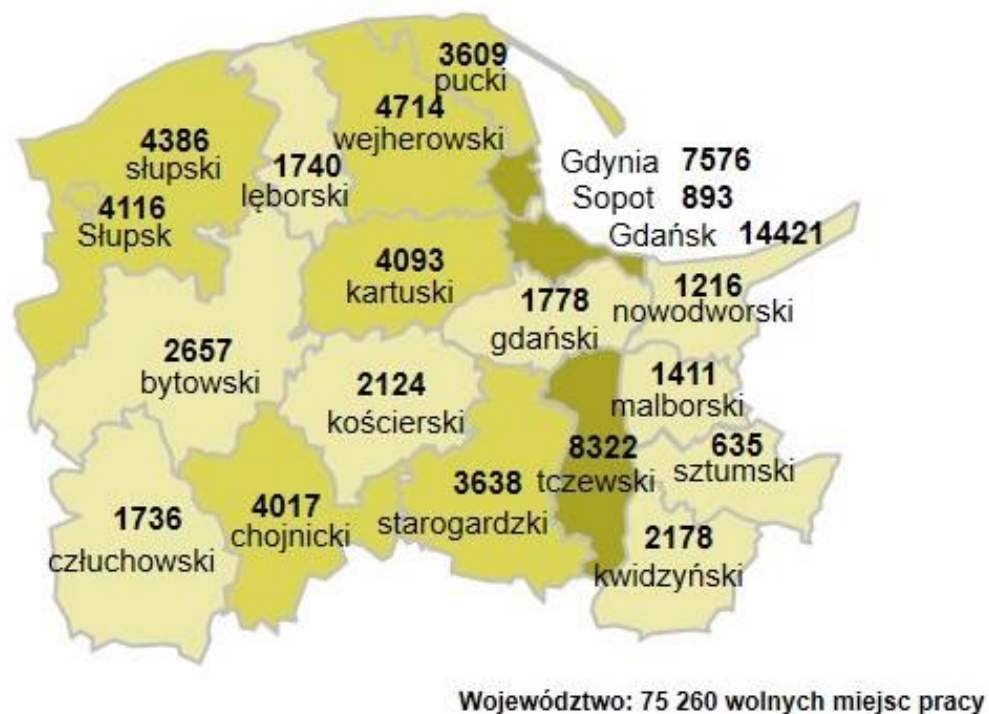 3609
pucki
4714
wejherowski
4386
słupski
1740
lęborski
Gdynia 7576
Sopot 893
Gdańsk 14421
4116
Słupsk
4093
kartuski
1778
gdański
1216
nowodworski
2657
bytowski
2124
kościerski
1411
malborski
8322
tczewski
635
sztumski
1736
człuchowski
4017
chojnicki
3638
starogardzki
2178
kwidzyński
Województwo: 75 260 wolnych miejsc pracy